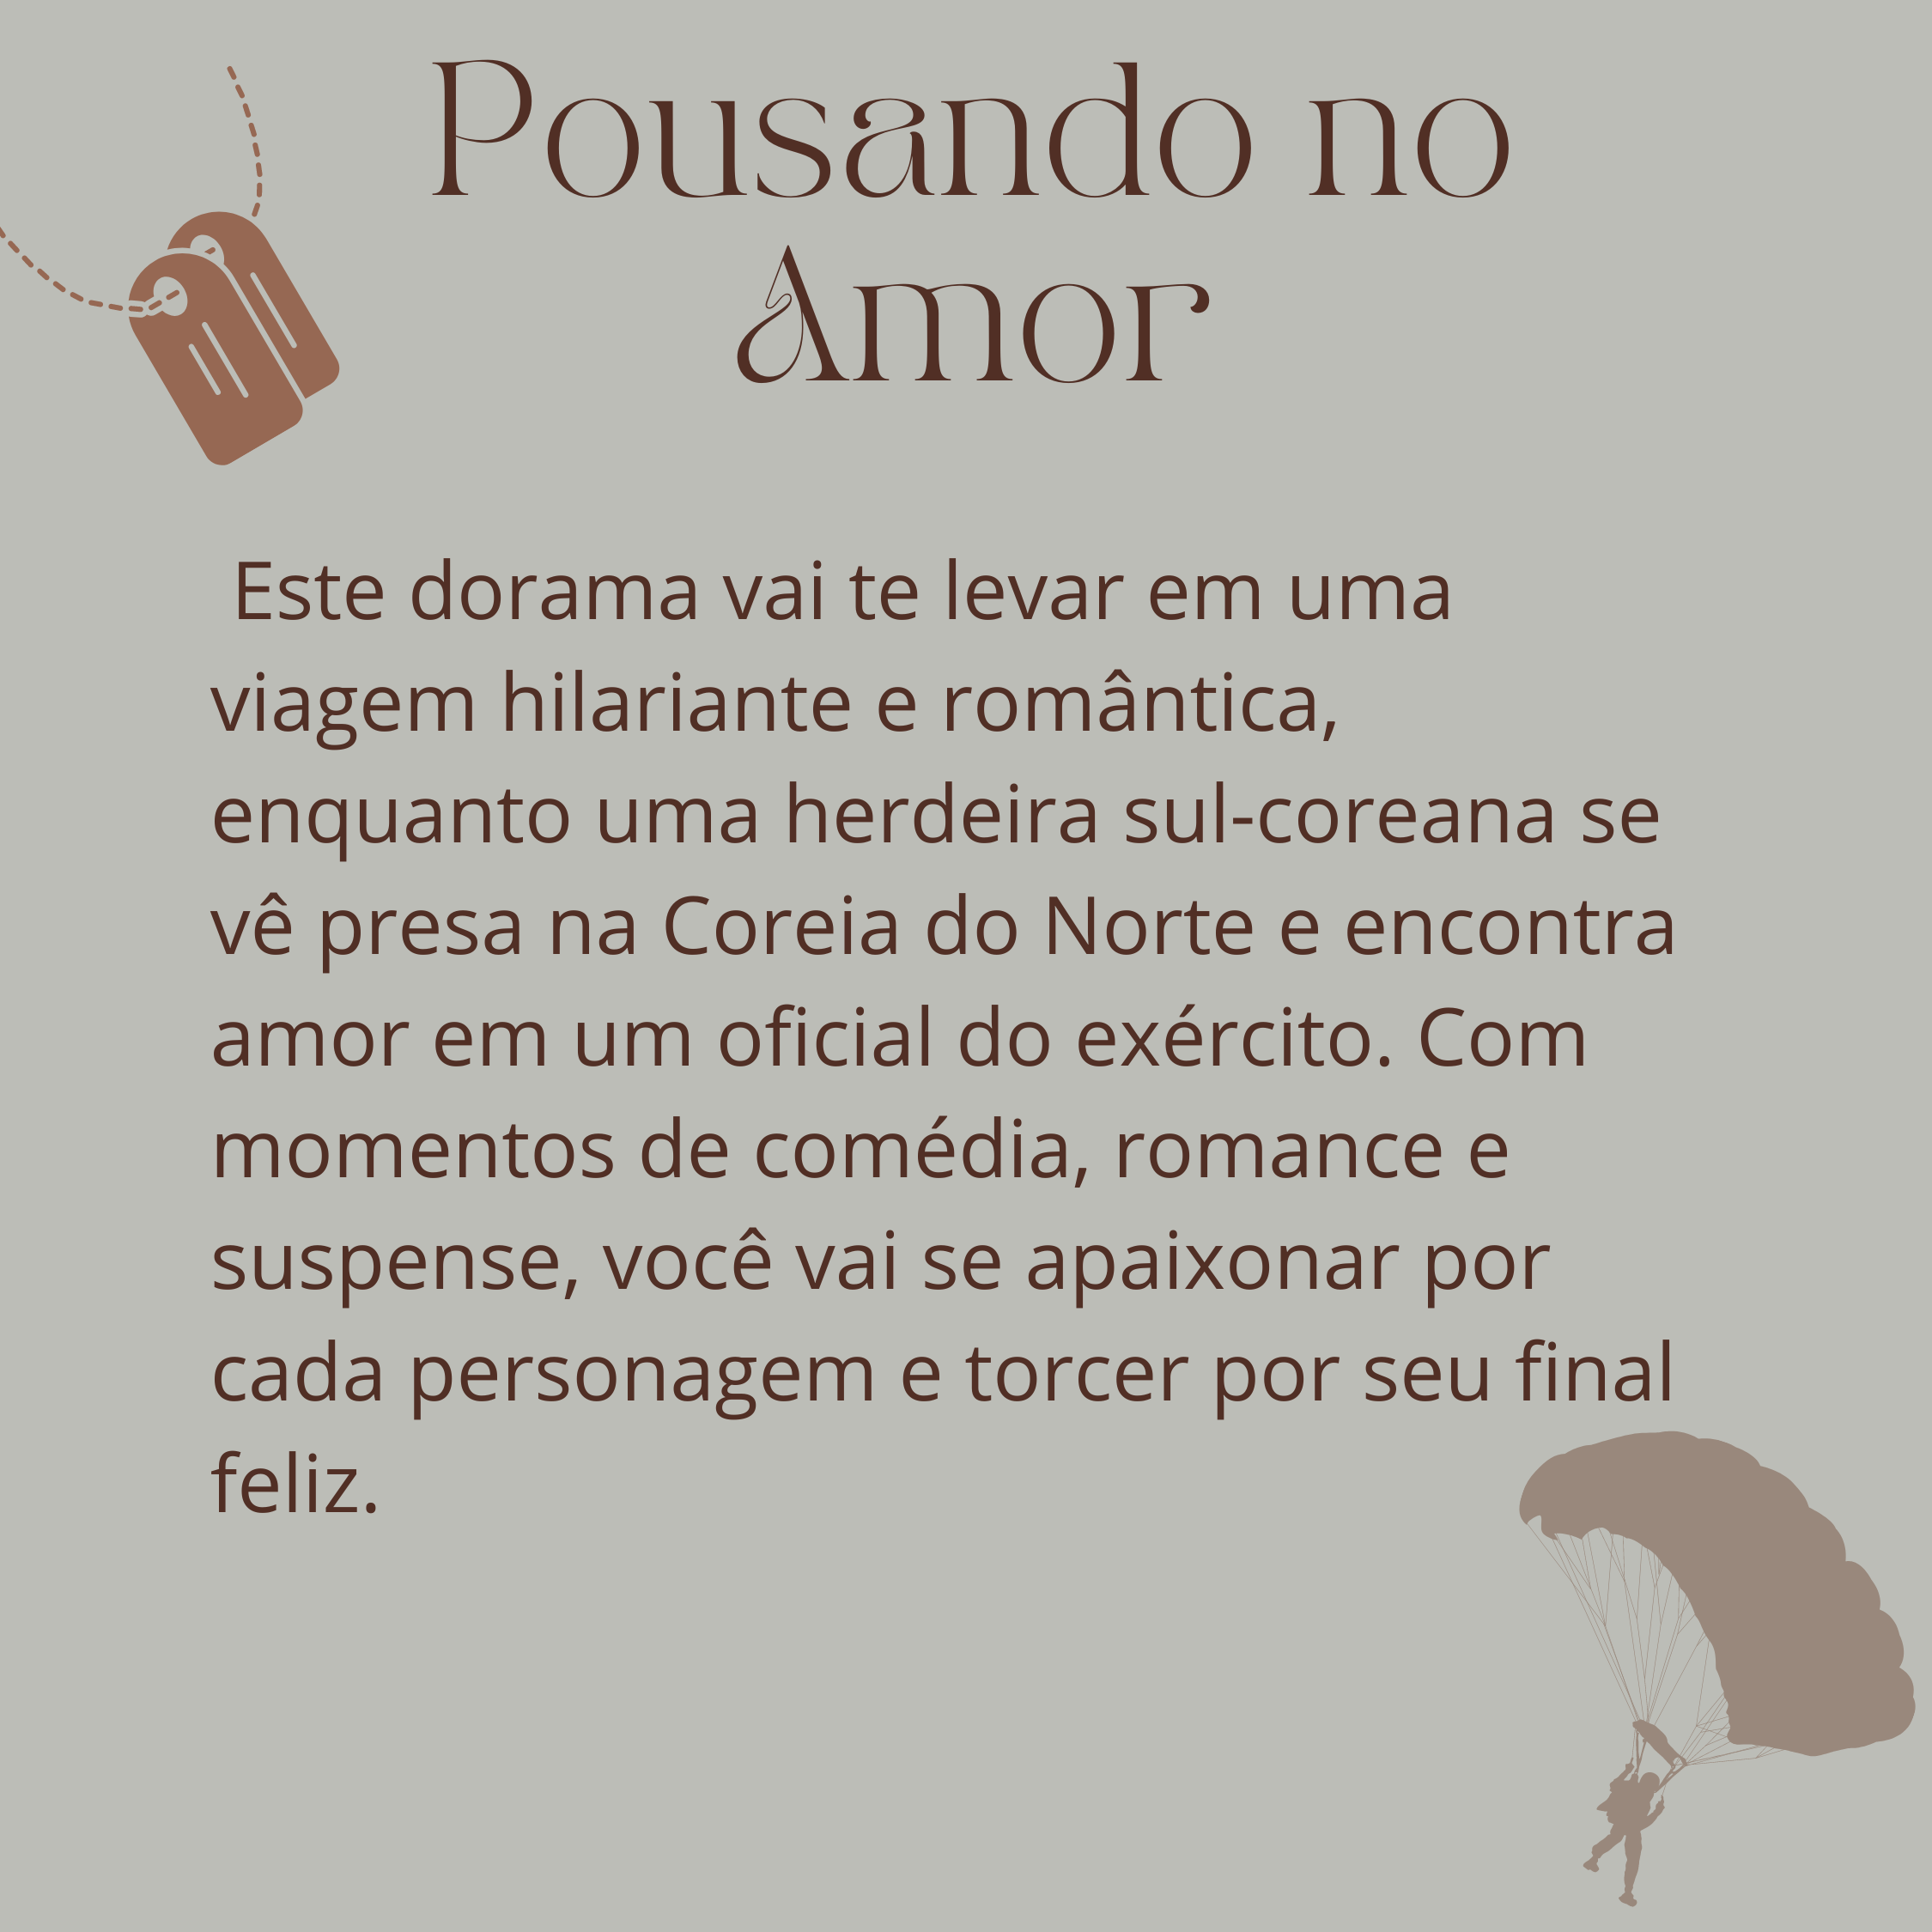 Pousando no
Amor
Este dorama vai te levar em uma
viagem hilariante e romântica,
enquanto uma herdeira sul-coreana se
vê presa na Coreia do Norte e encontra
amor em um oficial do exército. Com
momentos de comédia, romance e
suspense, você vai se apaixonar por
cada personagem e torcer por seu final
feliz.